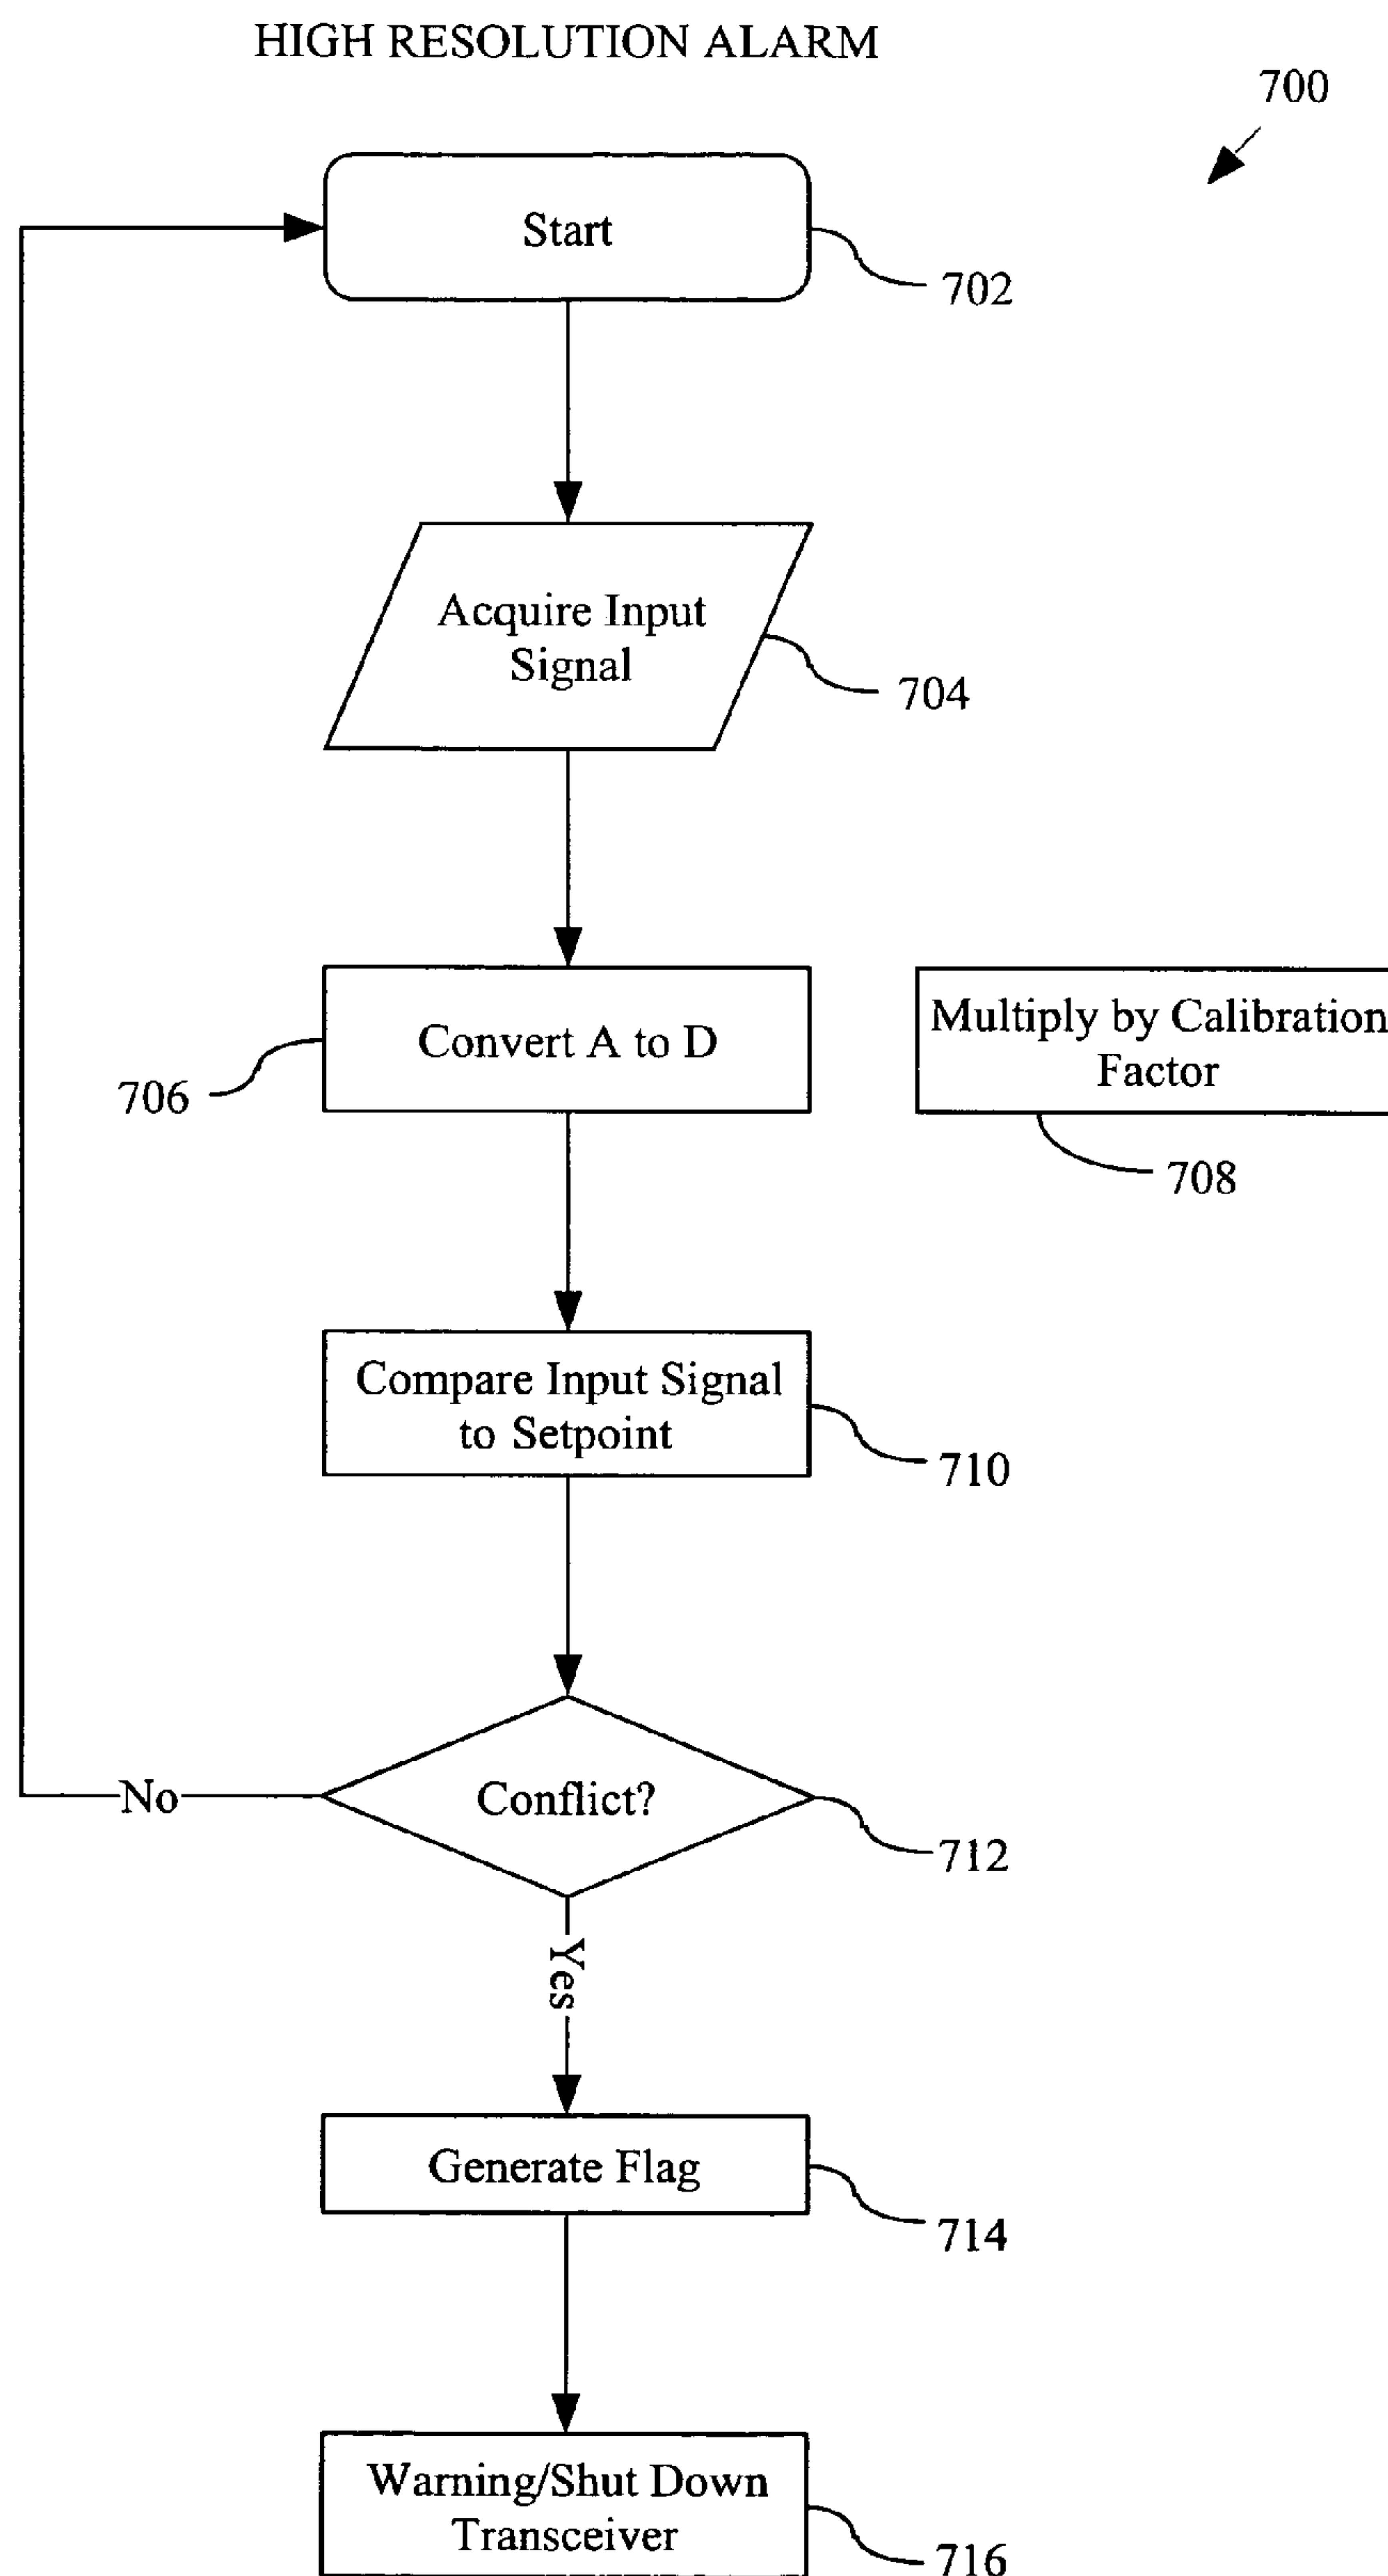 HIGH RESOLUTION ALARM
700
Start
702
Acquire Input
Signal
704
Convert A to D
706
Multiply by Calibration
Factor
708
Compare Input Signal
to Setpoint
710
Conflict?
No
712
Yes
Generate Flag
714
Warning/Shut Down
Transceiver
716